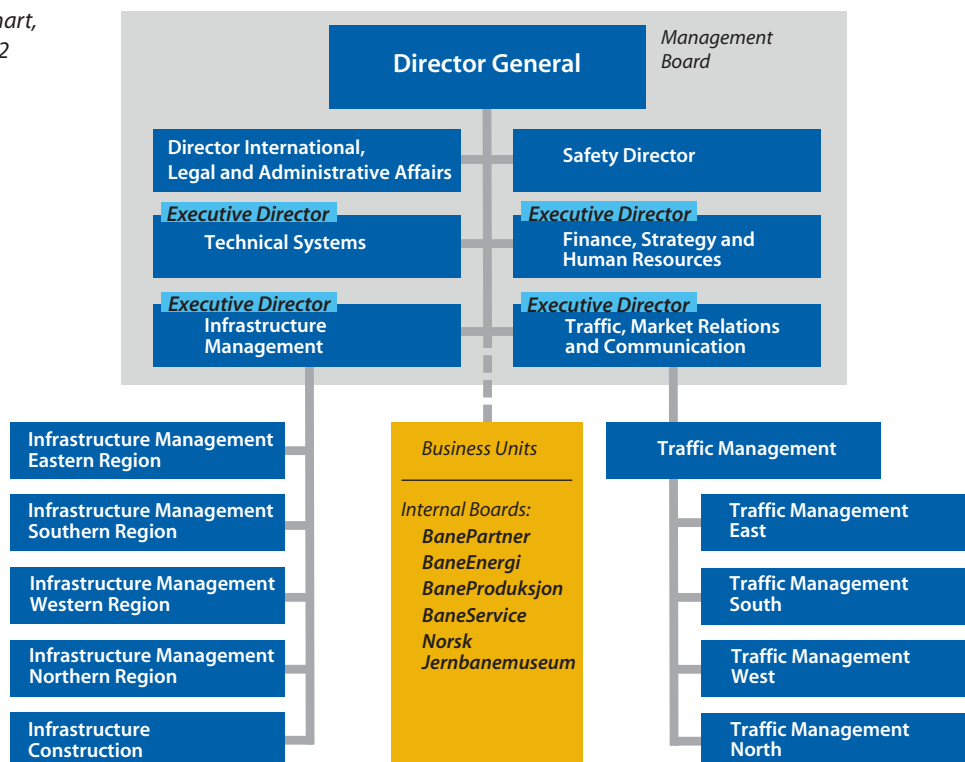 2
Director General
Management
Board
Director International,
Legal and Administrative Affairs
Safety Director
Executive Director
Technical Systems
Executive Director
Finance, Strategy and
Human Resources
Executive Director
Infrastructure
Management
Executive Director
Traffic, Market Relations
and Communication
Infrastructure Management
Eastern Region
Infrastructure Management
Southern Region
Infrastructure Management
Western Region
Infrastructure Management
Northern Region
Infrastructure
Construction
Business Units
Internal Boards:
BanePartner
BaneEnergi
BaneProduksjon
BaneService
Norsk
Jernbanemuseum
Traffic Management
Traffic Management
East
Traffic Management
South
Traffic Management
West
Traffic Management
North